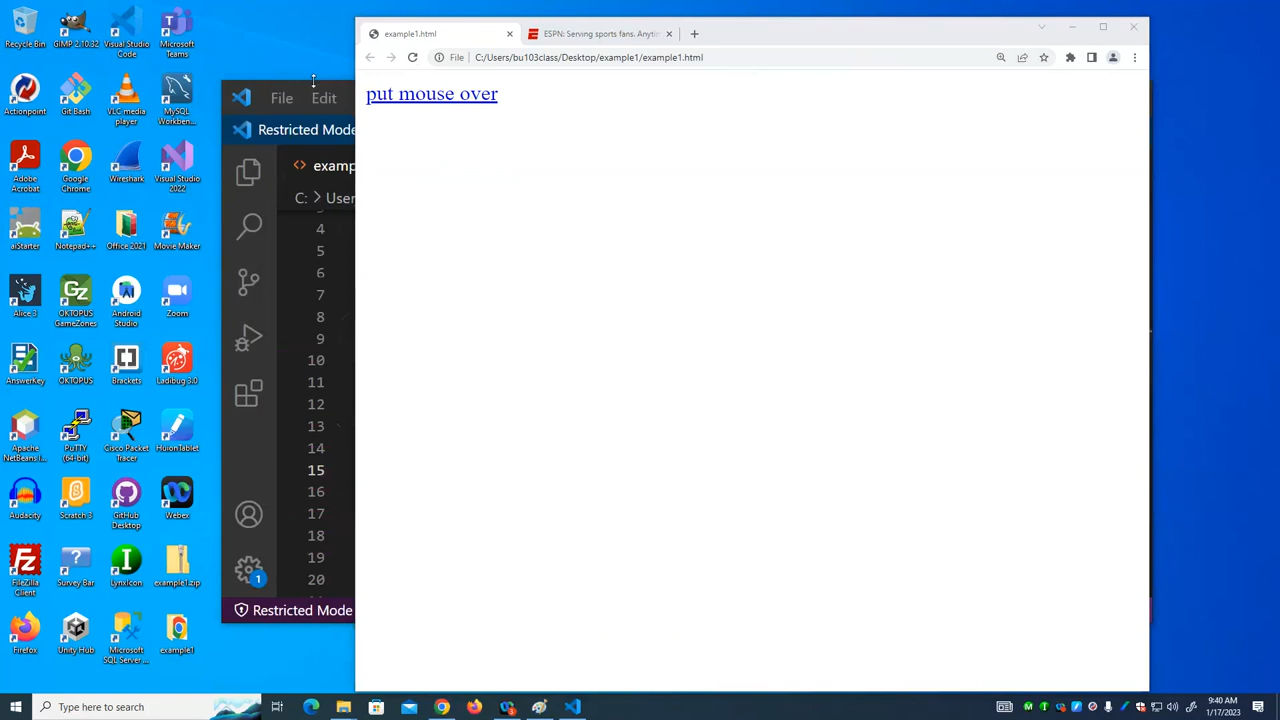 Recycle Bin
GIMP 2.10.32
Visual Studio
Code
Microsoft
Teams
Actionpoint
Git Bash
VLC media
player
MySQL
Workben...
Adobe
Acrobat
Google
Chrome
Wireshark
Visual Studio
2022
aiStarter
Notepad++
Office 2021
Movie Maker
Alice 3
OKTOPUS
GameZones
Android
Studio
Zoom
AnswerKey
OKTOPUS
Brackets
Ladibug 3.0
Apache
NetBeans I...
PuTTY
(64-bit)
Cisco Packet
Tracer
HuionTablet
Audacity
Scratch 3
GitHub
Desktop
Webex
FileZilla
Client
Survey Bar
LynxIcon
example1.zip
Firefox
Unity Hub
Microsoft
SQL Server ...
example1
File Edit
Restricted Mode
examp
C: > User
4
5
6
7
8
9
10
11
12
13
14
15
16
17
18
19
20
1
Restricted Mode
example1.html
ESPN: Serving sports fans. Anytim
File C:/Users/bu103class/Desktop/example1/example1.html
put mouse over
Type here to search
9:40 AM
1/17/2023